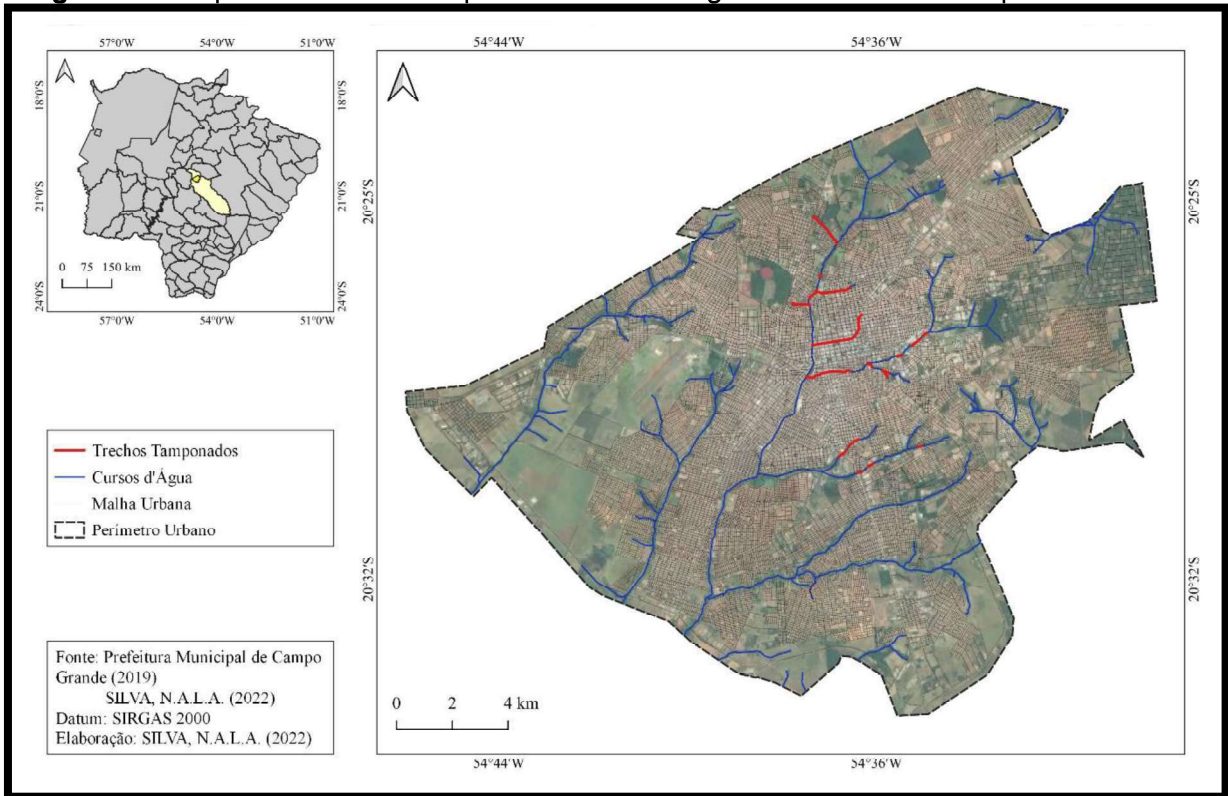 57°0'W 54°0'W 51°0'W
18°0'S 18°0'S
21°0'S 21°0'S
24°0'S 24°0'S
0 75 150 km
57°0'W 54°0'W 51°0'W
Trechos Tamponados
Cursos d'Água
Malha Urbana
Perímetro Urbano
Fonte: Prefeitura Municipal de Campo
Grande (2019)
SILVA, N.A.L.A. (2022)
Datum: SIRGAS 2000
Elaboração: SILVA, N.A.L.A. (2022)
54°44'W 54°36'W
20°25'S 20°25'S
20°32'S 20°32'S
0 2 4 km
54°44'W 54°36'W